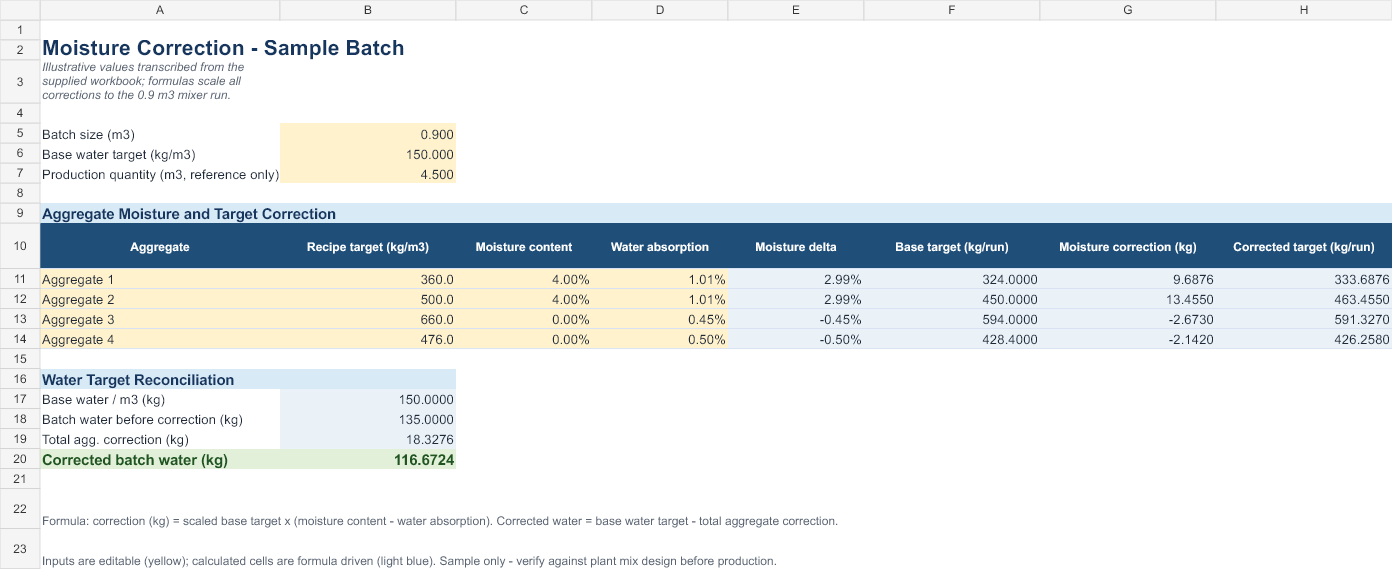 A B C D E F G H
1
2 Moisture Correction - Sample Batch
3 Illustrative values transcribed from the
supplied workbook; formulas scale all
corrections to the 0.9 m3 mixer run.
4
5 Batch size (m3) 0.900
6 Base water target (kg/m3) 150.000
7 Production quantity (m3, reference only) 4.500
8
9 Aggregate Moisture and Target Correction
10 Aggregate Recipe target (kg/m3) Moisture content Water absorption Moisture delta Base target (kg/run) Moisture correction (kg) Corrected target (kg/run)
11 Aggregate 1 360.0 4.00% 1.01% 2.99% 324.0000 9.6876 333.6876
12 Aggregate 2 500.0 4.00% 1.01% 2.99% 450.0000 13.4550 463.4550
13 Aggregate 3 660.0 0.00% 0.45% -0.45% 594.0000 -2.6730 591.3270
14 Aggregate 4 476.0 0.00% 0.50% -0.50% 428.4000 -2.1420 426.2580
15
16 Water Target Reconciliation
17 Base water / m3 (kg) 150.0000
18 Batch water before correction (kg) 135.0000
19 Total agg. correction (kg) 18.3276
20 Corrected batch water (kg) 116.6724
21
22 Formula: correction (kg) = scaled base target x (moisture content - water absorption). Corrected water = base water target - total aggregate correction.
23 Inputs are editable (yellow); calculated cells are formula driven (light blue). Sample only - verify against plant mix design before production.